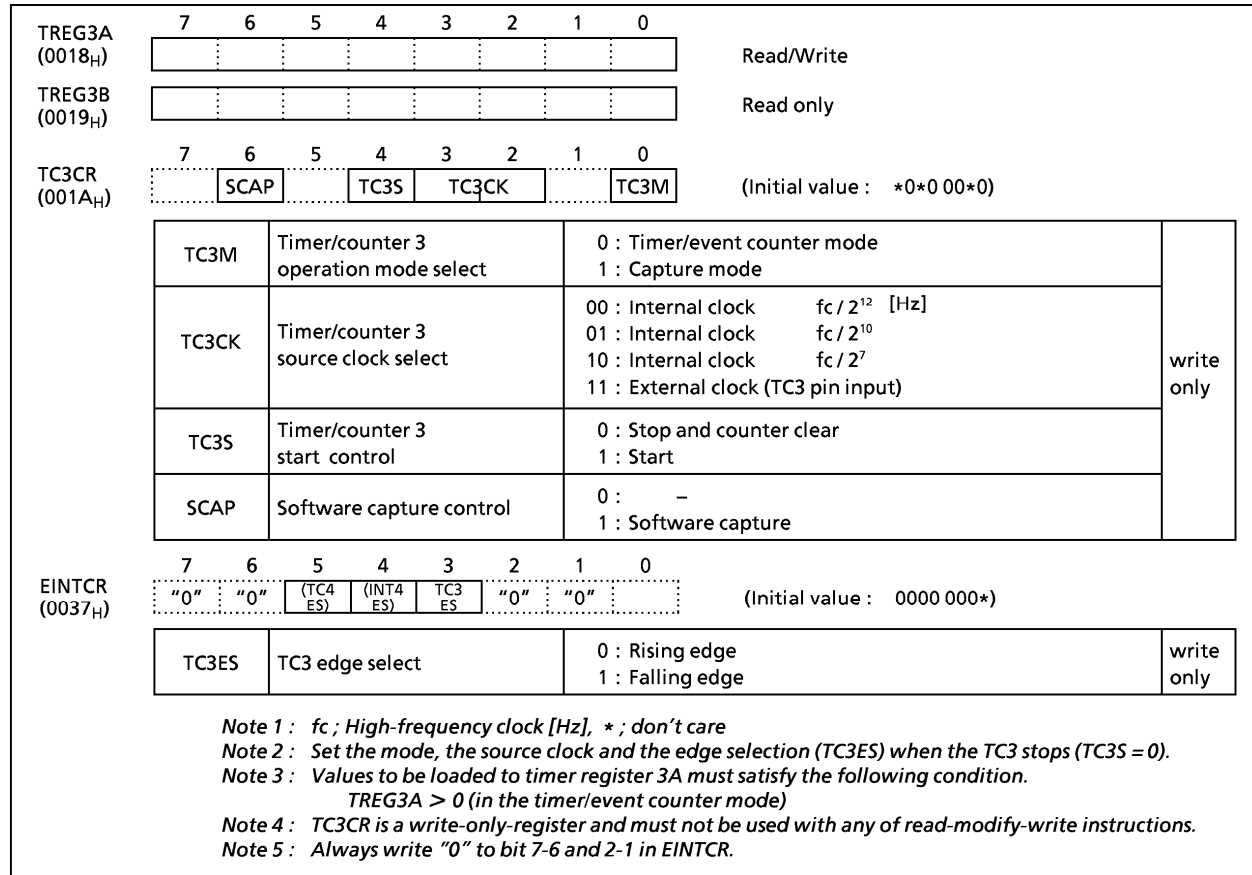 7 6 5 4 3 2 1 0
TREG3A
(0018H)
Read/Write
TREG3B
(0019H)
Read only
7 6 5 4 3 2 1 0
TC3CR
(001AH)
SCAP TC3S TC3CK TC3M
(Initial value : *0*0 00*0)
TC3M
Timer/counter 3
operation mode select
0 : Timer/event counter mode
1 : Capture mode
TC3CK
Timer/counter 3
source clock select
00 : Internal clock fc / 2¹² [Hz]
01 : Internal clock fc / 2¹⁰
10 : Internal clock fc / 2⁷
11 : External clock (TC3 pin input)
TC3S
Timer/counter 3
start control
0 : Stop and counter clear
1 : Start
SCAP
Software capture control
0 : –
1 : Software capture
write
only
7 6 5 4 3 2 1 0
EINTCR
(0037H)
"0" "0" (TC4 ES) (INT4 ES) TC3 ES "0" "0"
(Initial value : 0000 000*)
TC3ES
TC3 edge select
0 : Rising edge
1 : Falling edge
write
only
Note 1 : fc ; High-frequency clock [Hz], * ; don't care
Note 2 : Set the mode, the source clock and the edge selection (TC3ES) when the TC3 stops (TC3S = 0).
Note 3 : Values to be loaded to timer register 3A must satisfy the following condition.
TREG3A > 0 (in the timer/event counter mode)
Note 4 : TC3CR is a write-only-register and must not be used with any of read-modify-write instructions.
Note 5 : Always write "0" to bit 7-6 and 2-1 in EINTCR.